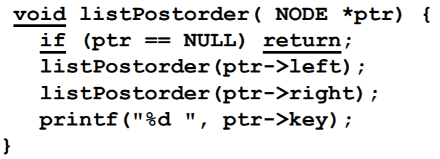 void listPostorder( NODE *ptr) {
if (ptr == NULL) return;
listPostorder(ptr->left);
listPostorder(ptr->right);
printf("%d ", ptr->key);
}